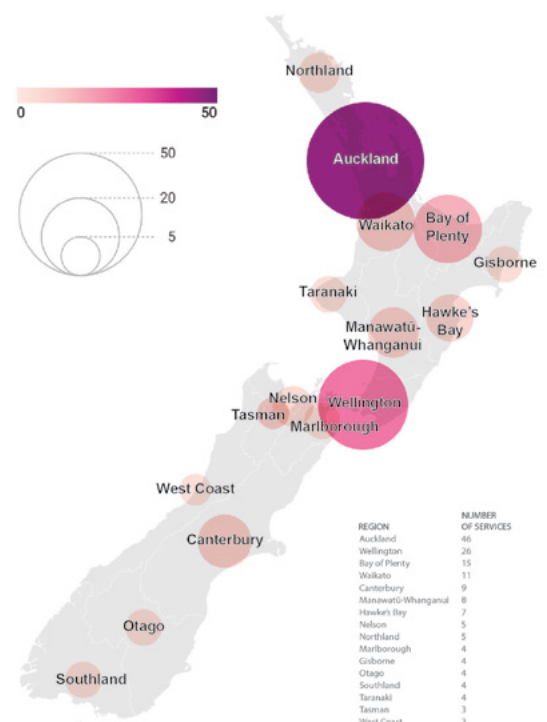 Northland
0
50
50
20
5
Auckland
Waikato
Bay of
Plenty
Gisborne
Taranaki
Hawke's
Bay
Manawatū-
Whanganui
Nelson
Wellington
Tasman
Marlborough
West Coast
Canterbury
Otago
Southland
REGION NUMBER OF SERVICES
Auckland 46
Wellington 26
Bay of Plenty 15
Waikato 11
Canterbury 9
Manawatū-Whanganui 8
Hawke's Bay 7
Nelson 5
Northland 5
Marlborough 4
Gisborne 4
Otago 4
Southland 4
Taranaki 4
Tasman 3
West Coast